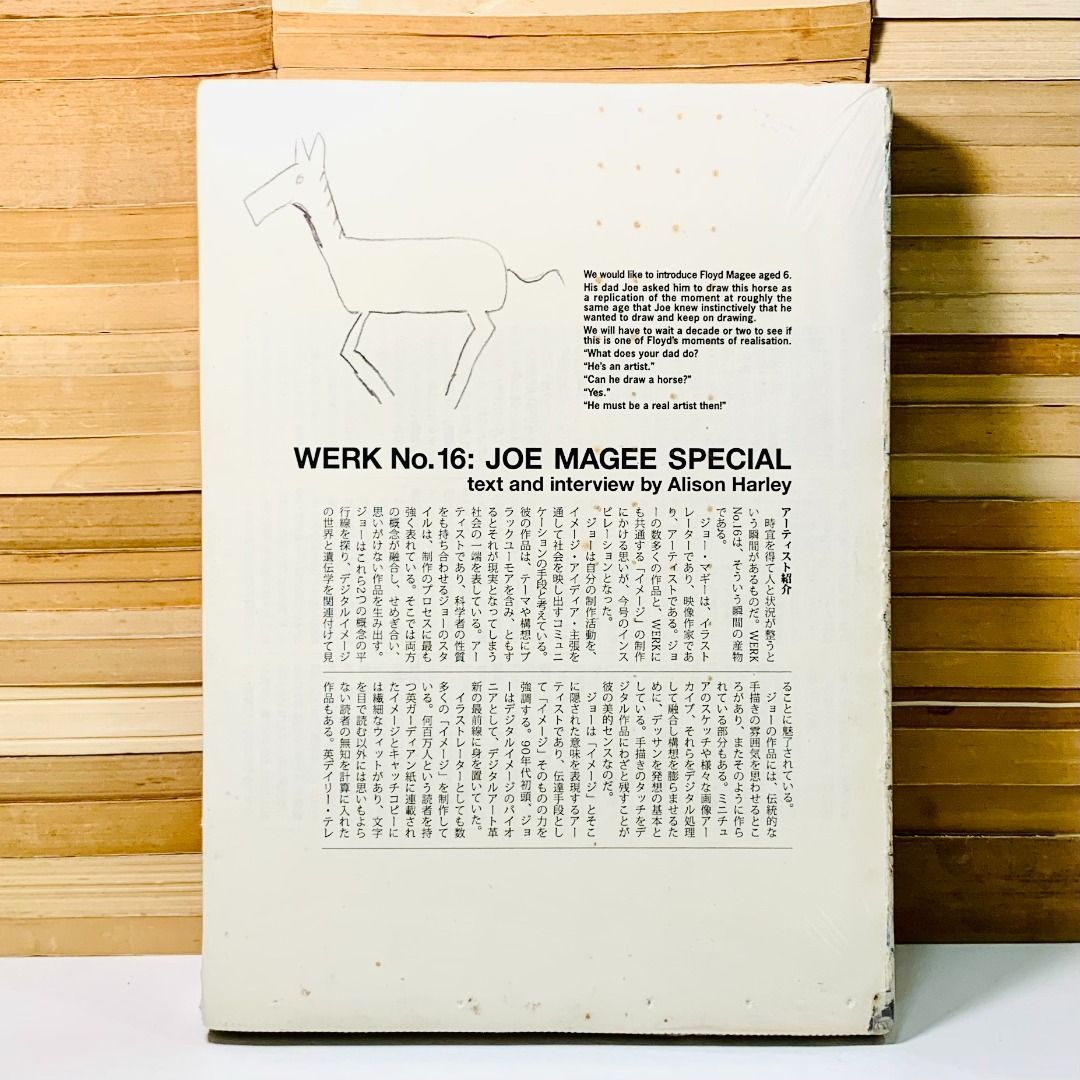 We would like to introduce Floyd Magee aged 6.
His dad Joe asked him to draw this horse as
a replication of the moment at roughly the
same age that Joe knew instinctively that he
wanted to draw and keep on drawing.
We will have to wait a decade or two to see if
this is one of Floyd's moments of realisation.
"What does your dad do?
"He's an artist."
"Can he draw a horse?"
"Yes."
"He must be a real artist then!"
WERK No.16: JOE MAGEE SPECIAL
text and interview by Alison Harley
アーティスト紹介
時宜を得て人と状況が整うと
いう瞬間があるものだ。WERK
No.16は、そういう瞬間の産物
である。
ジョー・マギーは、イラスト
レーターであり、映像作家であ
り、アーティストである。ジョ
ーの数多くの作品と、WERKに
も共通する「イメージ」の制作
にかける思いが、今号のインス
ピレーションとなった。
ジョーは自分の制作活動を、
イメージ・アイディア・主張を
通して社会を映し出すコミュニ
ケーションの手段と考えている。
彼の作品は、テーマや構想にブ
ラックユーモアを含み、ともす
るとそれが現実となってしまう
社会の一端を表している。アー
ティストであり、科学者の性質
をも持ち合わせるジョーのスタ
イルは、制作のプロセスに最も
強く表れている。そこでは両方
の概念が融合し、せめぎ合い、
思いがけない作品を生み出す。
ジョーはこれら2つの概念の平
行線を探り、デジタルイメージ
の世界と遺伝学を関連付けて見
ることに魅了されている。
ジョーの作品には、伝統的な
手描きの雰囲気を思わせるとこ
ろがあり、またそのように作ら
れている部分もある。ミニチュ
アのスケッチや様々な画像アー
カイブ、それらをデジタル処理
して融合し構想を膨らませるた
めに、デッサンを発想の基本と
している。手描きのタッチをデ
ジタル作品にわざと残すことが
彼の美的センスなのだ。
ジョーは「イメージ」とそこ
に隠された意味を表現するアー
ティストであり、伝達手段とし
て「イメージ」そのものの力を
強調する。90年代初頭、ジョ
ーはデジタルイメージのパイオ
ニアとして、デジタルアート革
新の最前線に身を置いていた。
イラストレーターとしても数
多くの「イメージ」を制作して
いる。何百万人という読者を持
つ英ガーディアン紙に連載され
たイメージとキャッチコピーに
は繊細なウィットがあり、文字
を目で読む以外には思いもよら
ない読者の無知を計算に入れた
作品もある。英デイリー・テレ